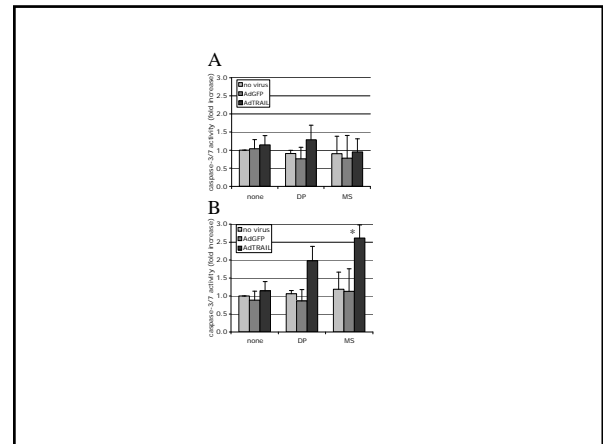 A
caspase-3/7 activity (fold increase)
3.0
2.5
2.0
1.5
1.0
0.5
0.0
no virus
AdGFP
AdTRAIL
none DP MS
B
caspase-3/7 activity (fold increase)
3.0
2.5
2.0
1.5
1.0
0.5
0.0
no virus
AdGFP
AdTRAIL
*
none DP MS